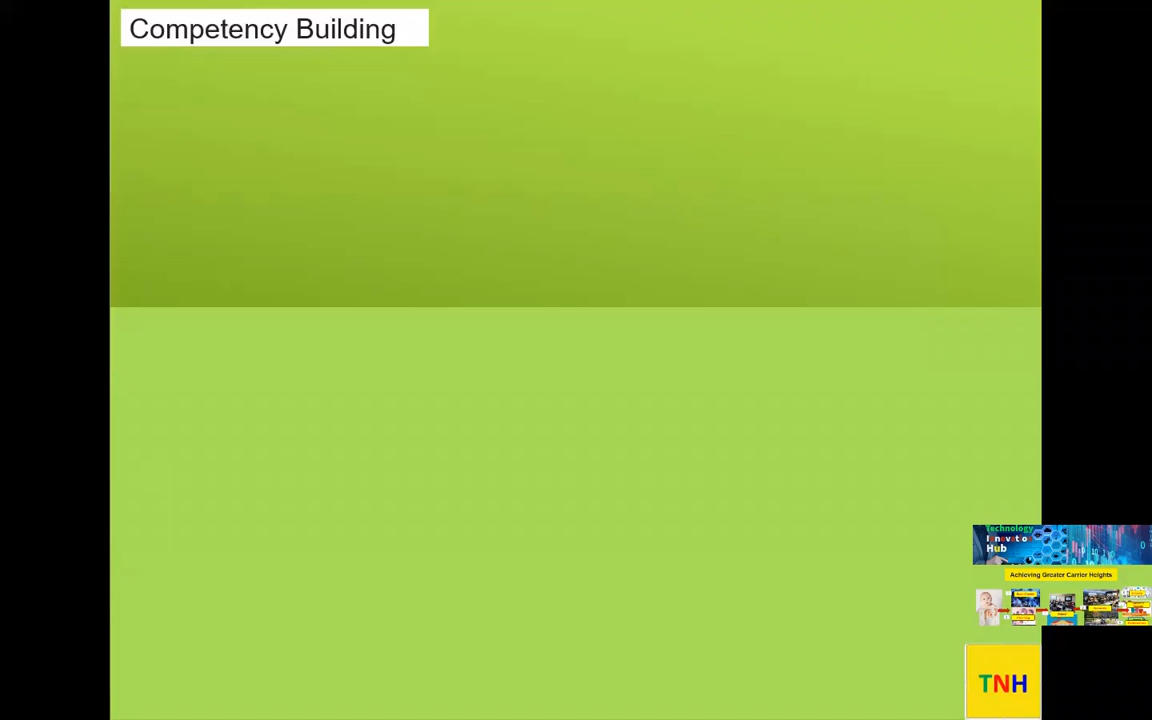 Competency Building
Technology
Innovation
Hub
Achieving Greater Carrier Heights
TNH